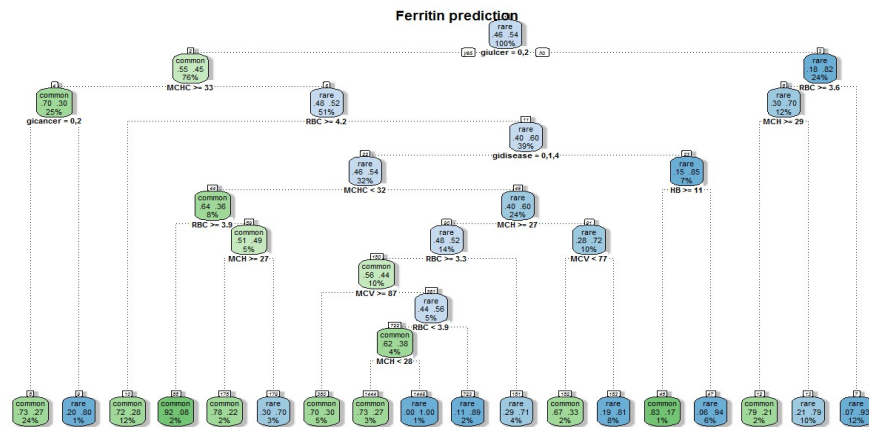 Ferritin prediction
rare
.46 .54
100%
yes
giulcer = 0,2
no
common
.55 .45
76%
MCHC >= 33
rare
.18 .82
24%
RBC >= 3.6
common
.70 .30
25%
gicancer = 0,2
rare
.48 .52
51%
RBC >= 4.2
rare
.30 .70
12%
MCH >= 29
rare
.40 .60
39%
gidisease = 0,1,4
rare
.46 .54
32%
MCHC < 32
rare
.15 .85
7%
HB >= 11
common
.64 .36
8%
RBC >= 3.9
rare
.40 .60
24%
MCH >= 27
common
.51 .49
5%
MCH >= 27
rare
.48 .52
14%
RBC >= 3.3
rare
.28 .72
10%
MCV < 77
common
.56 .44
10%
MCV >= 87
rare
.44 .56
5%
RBC < 3.9
common
.62 .38
4%
MCH < 28
common
.73 .27
24%
rare
.20 .80
1%
common
.72 .28
12%
common
.92 .08
2%
common
.78 .22
2%
rare
.30 .70
3%
common
.70 .30
5%
common
.73 .27
3%
rare
.00 1.00
1%
rare
.11 .89
2%
rare
.29 .71
4%
common
.67 .33
2%
rare
.19 .81
8%
common
.83 .17
1%
rare
.06 .94
6%
common
.79 .21
2%
rare
.21 .79
10%
rare
.07 .93
12%